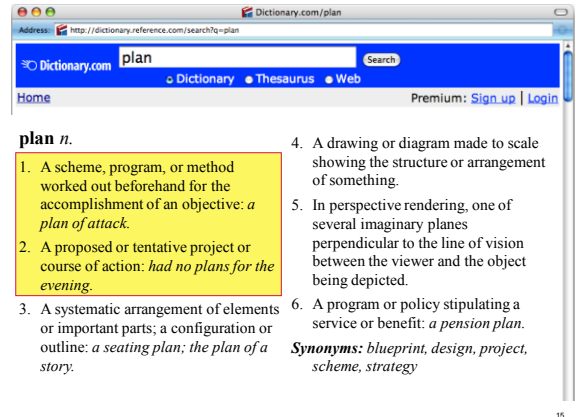 Dictionary.com/plan
Address: http://dictionary.reference.com/search?q=plan
Dictionary.com plan Search
Dictionary Thesaurus Web
Home Premium: Sign up | Login
plan n.
1. A scheme, program, or method
worked out beforehand for the
accomplishment of an objective: a
plan of attack.
2. A proposed or tentative project or
course of action: had no plans for the
evening.
3. A systematic arrangement of elements
or important parts; a configuration or
outline: a seating plan; the plan of a
story.
4. A drawing or diagram made to scale
showing the structure or arrangement
of something.
5. In perspective rendering, one of
several imaginary planes
perpendicular to the line of vision
between the viewer and the object
being depicted.
6. A program or policy stipulating a
service or benefit: a pension plan.
Synonyms: blueprint, design, project,
scheme, strategy
15